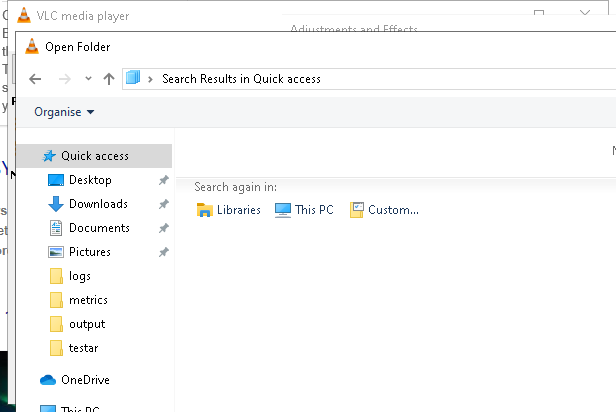 VLC media player
Adjustments and Effects
Open Folder
Search Results in Quick access
Organise
Quick access
Desktop
Downloads
Documents
Pictures
logs
metrics
output
testar
OneDrive
This PC
Search again in:
Libraries
This PC
Custom...